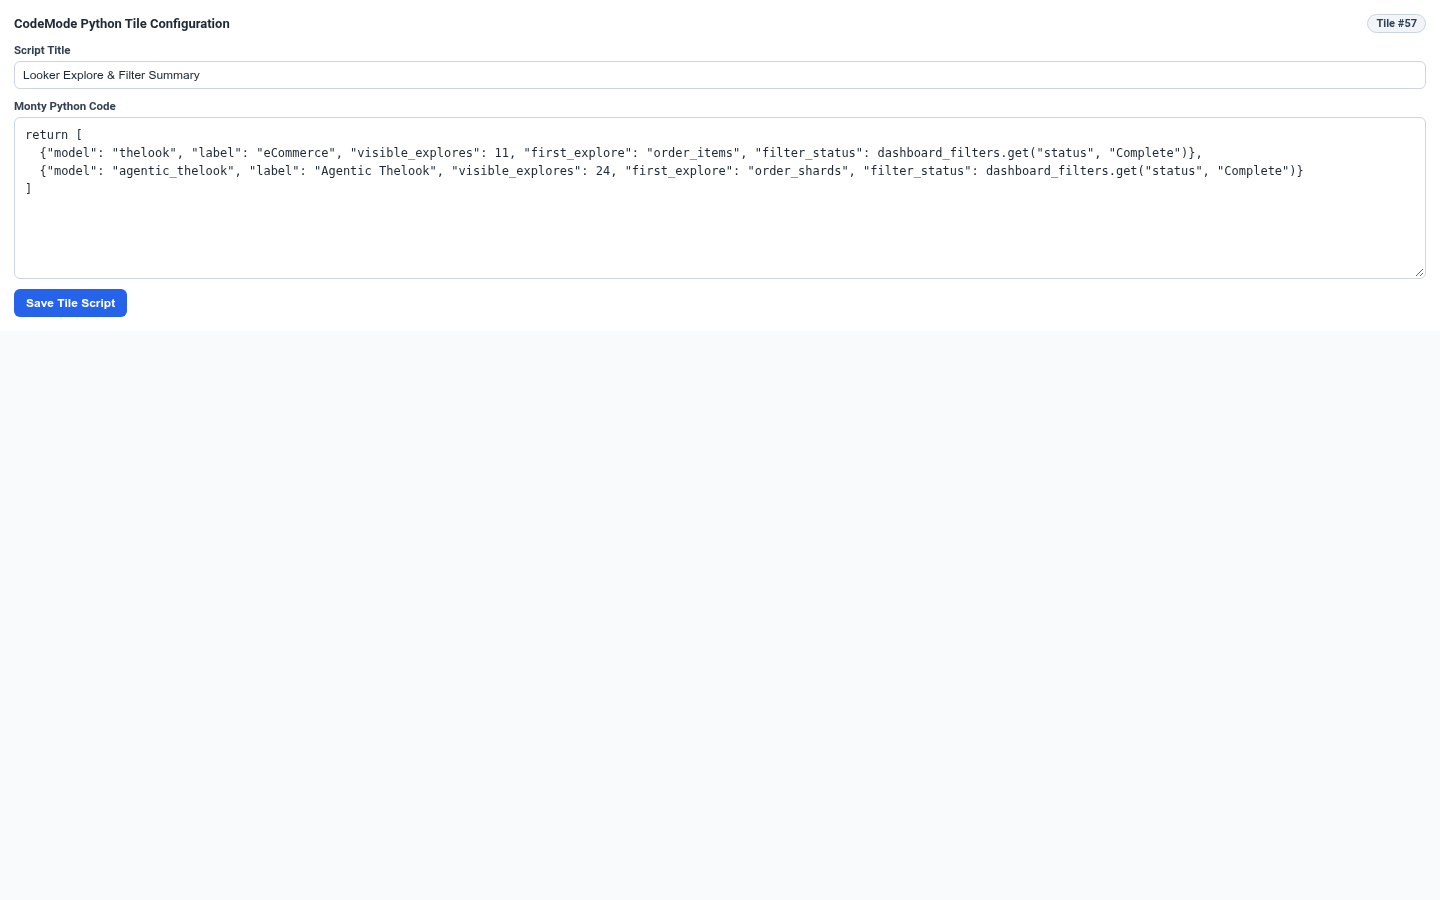 CodeMode Python Tile Configuration
Tile #57
Script Title
Looker Explore & Filter Summary
Monty Python Code
return [
  {"model": "thelook", "label": "eCommerce", "visible_explores": 11, "first_explore": "order_items", "filter_status": dashboard_filters.get("status", "Complete")},
  {"model": "agentic_thelook", "label": "Agentic Thelook", "visible_explores": 24, "first_explore": "order_shards", "filter_status": dashboard_filters.get("status", "Complete")}
]
Save Tile Script